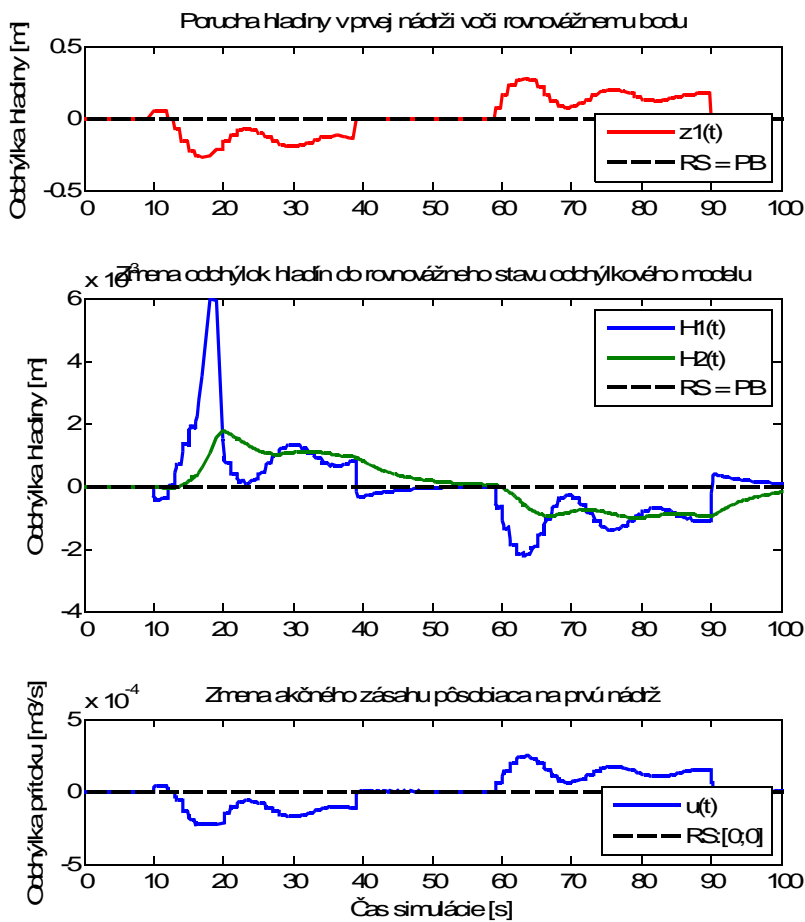 Porucha hladiny v prvej nádrži voči rovnovážnemu bodu
Odchýlka hladiny [m]
0.5
0
-0.5
z1(t)
RS = PB
0 10 20 30 40 50 60 70 80 90 100
x 10^-3
Zmena odchýlok hladín do rovnovážneho stavu odchýlkového modelu
Odchýlka hladiny [m]
6
4
2
0
-2
-4
H1(t)
H2(t)
RS = PB
0 10 20 30 40 50 60 70 80 90 100
x 10^-4
Zmena akčného zásahu pôsobiaca na prvú nádrž
Odchýlka prítoku [m3/s]
5
0
-5
u(t)
RS:[0;0]
0 10 20 30 40 50 60 70 80 90 100
Čas simulácie [s]